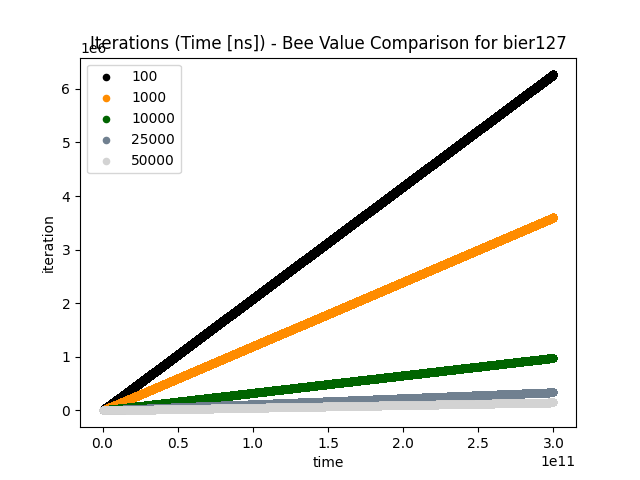 Iterations (Time [ns]) - Bee Value Comparison for bier127
1e6
100
1000
10000
25000
50000
6
5
4
3
2
1
0
iteration
0.0 0.5 1.0 1.5 2.0 2.5 3.0
time
1e11